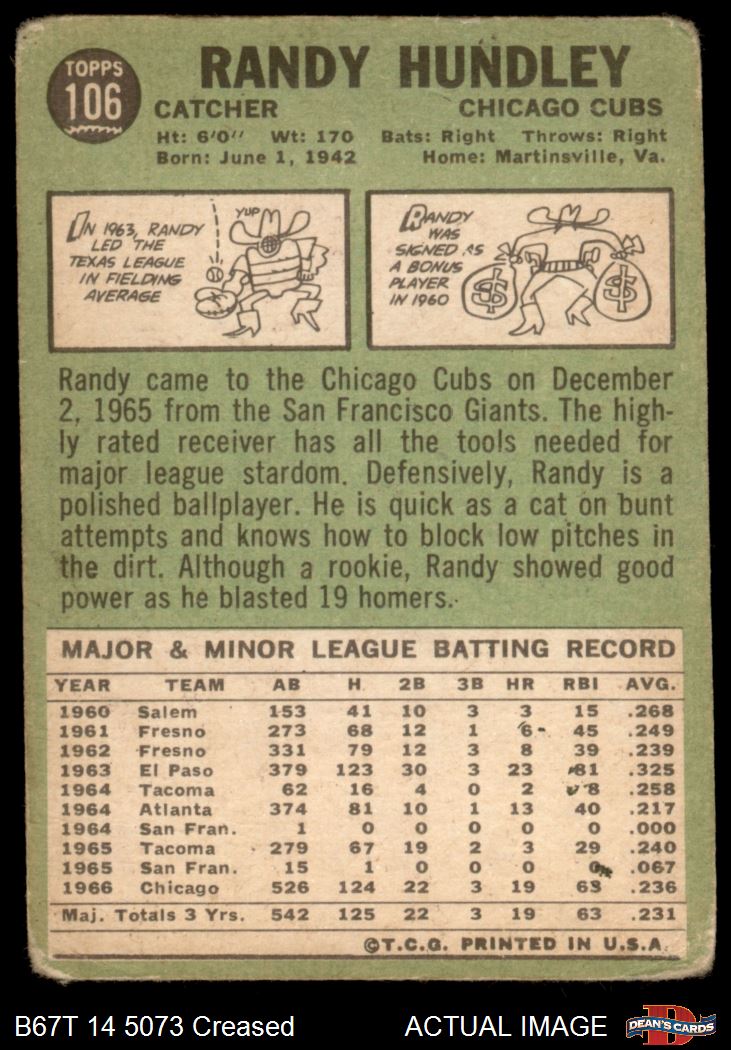 TOPPS
106
RANDY HUNDLEY
CATCHER CHICAGO CUBS
Ht: 6'0" Wt: 170 Bats: Right Throws: Right
Born: June 1, 1942 Home: Martinsville, Va.
IN 1963, RANDY
LED THE
TEXAS LEAGUE
IN FIELDING
AVERAGE
YUP
RANDY
WAS
SIGNED AS
A BONUS
PLAYER
IN 1960
$ $
Randy came to the Chicago Cubs on December
2, 1965 from the San Francisco Giants. The high-
ly rated receiver has all the tools needed for
major league stardom. Defensively, Randy is a
polished ballplayer. He is quick as a cat on bunt
attempts and knows how to block low pitches in
the dirt. Although a rookie, Randy showed good
power as he blasted 19 homers.
MAJOR & MINOR LEAGUE BATTING RECORD
YEAR TEAM AB H 2B 3B HR RBI AVG.
1960 Salem 153 41 10 3 3 15 .268
1961 Fresno 273 68 12 1 6 45 .249
1962 Fresno 331 79 12 3 8 39 .239
1963 El Paso 379 123 30 3 23 81 .325
1964 Tacoma 62 16 4 0 2 8 .258
1964 Atlanta 374 81 10 1 13 40 .217
1964 San Fran. 1 0 0 0 0 0 .000
1965 Tacoma 279 67 19 2 3 29 .240
1965 San Fran. 15 1 0 0 0 0 .067
1966 Chicago 526 124 22 3 19 63 .236
Maj. Totals 3 Yrs. 542 125 22 3 19 63 .231
©T.C.G. PRINTED IN U.S.A.
B67T 14 5073 Creased ACTUAL IMAGE
D
DEAN'S CARDS